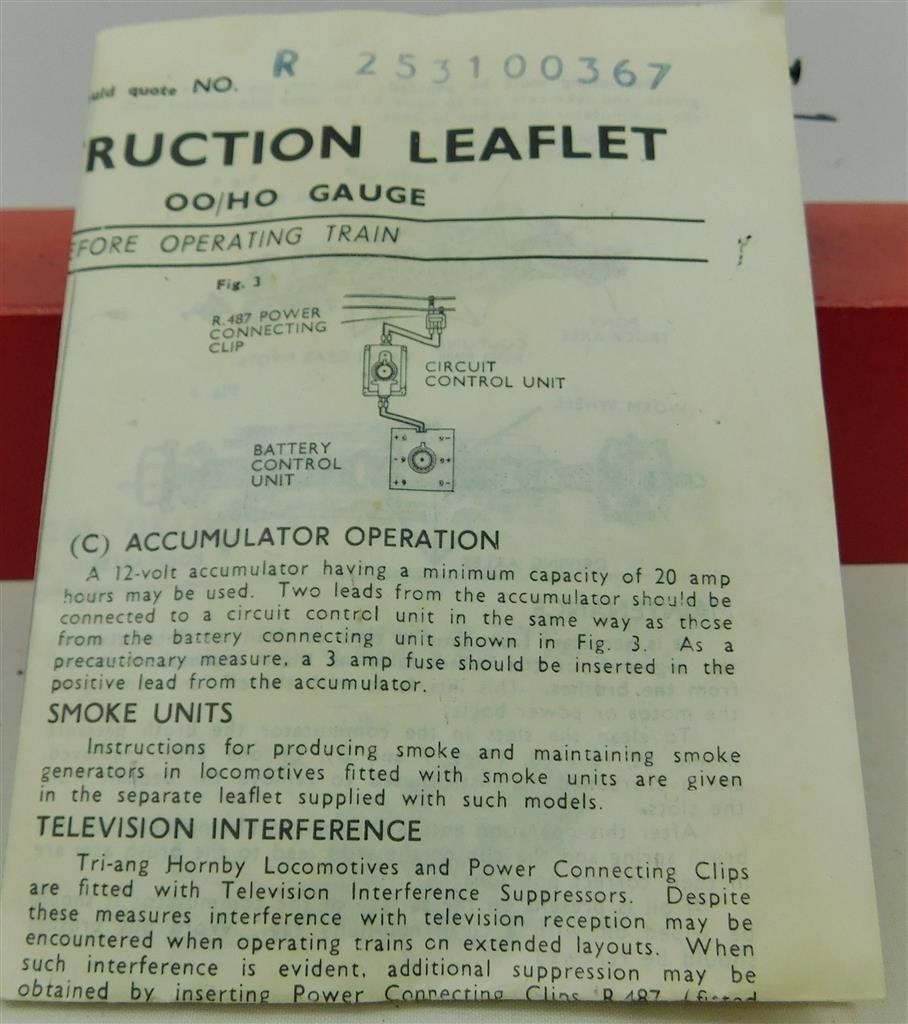 quote NO. R 253100367
RUCTION LEAFLET
OO/HO GAUGE
EFORE OPERATING TRAIN
Fig. 3
R.487 POWER
CONNECTING
CLIP
CIRCUIT
CONTROL UNIT
BATTERY
CONTROL
UNIT
(C) ACCUMULATOR OPERATION
A 12-volt accumulator having a minimum capacity of 20 amp
hours may be used. Two leads from the accumulator should be
connected to a circuit control unit in the same way as those
from the battery connecting unit shown in Fig. 3. As a
precautionary measure, a 3 amp fuse should be inserted in the
positive lead from the accumulator.
SMOKE UNITS
Instructions for producing smoke and maintaining smoke
generators in locomotives fitted with smoke units are given
in the separate leaflet supplied with such models.
TELEVISION INTERFERENCE
Tri-ang Hornby Locomotives and Power Connecting Clips
are fitted with Television Interference Suppressors. Despite
these measures interference with television reception may be
encountered when operating trains on extended layouts. When
such interference is evident, additional suppression may be
obtained by inserting Power Connecting Clips R.487 (fitted